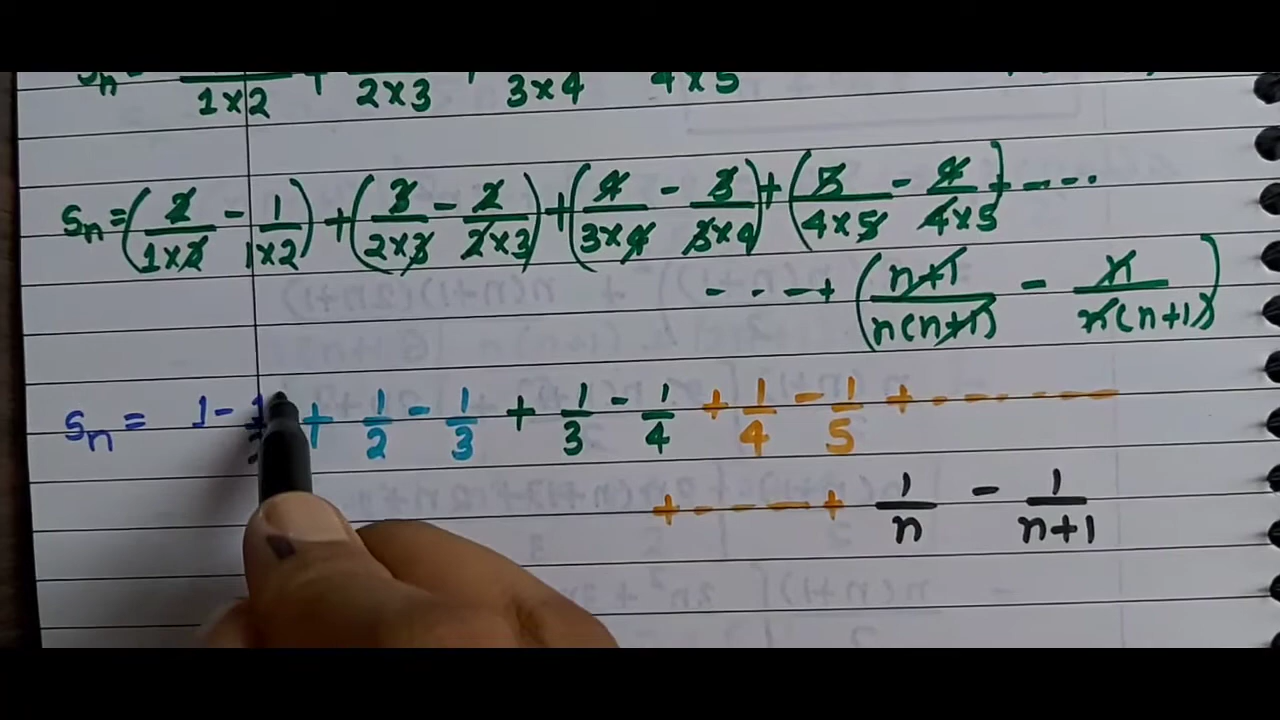 Sn = 1×2 + 2×3 + 3×4 4×5
Sn = (2/1×2 - 1/1×2) + (3/2×3 - 2/2×3) + (4/3×4 - 3/3×4) + (5/4×5 - 4/4×5) + ----
- - - -+ (n+1/n(n+1) - n/n(n+1))
Sn = 1 - 1/2 + 1/2 - 1/3 + 1/3 - 1/4 + 1/4 - 1/5 + - - - - -
+ - - - - + 1/n - 1/n+1